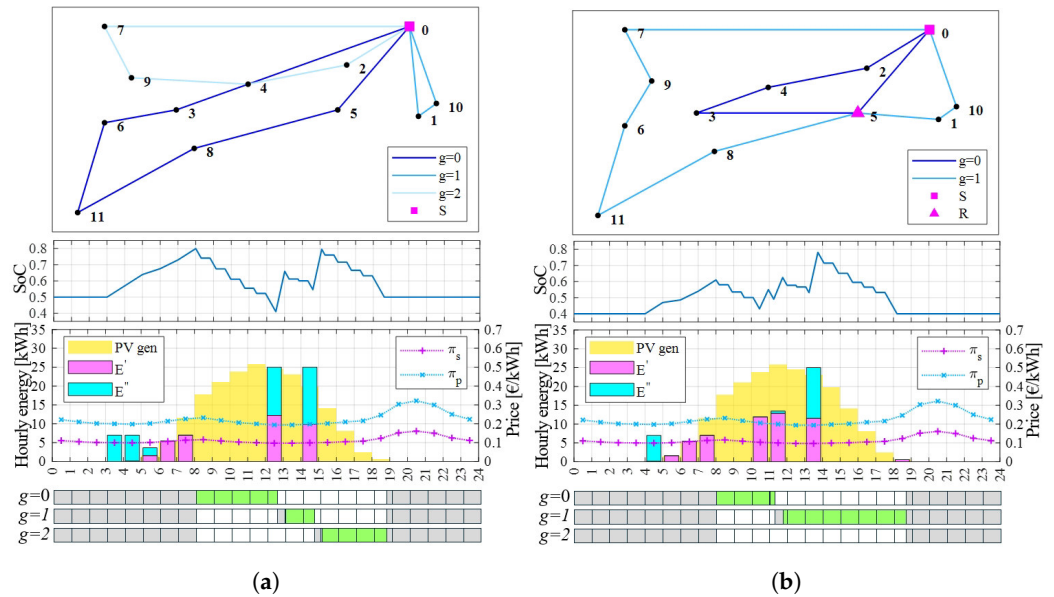 7
0
2
9
4
3
5
10
6
1
8
11
g=0
g=1
g=2
S
SoC
0.8
0.7
0.6
0.5
0.4
Hourly energy [kWh]
35
30
25
20
15
10
5
0
PV gen
E'
E''
πs
πp
0.7
0.6
0.5
0.4
0.3
0.2
0.1
0
Price [€/kWh]
0 1 2 3 4 5 6 7 8 9 10 11 12 13 14 15 16 17 18 19 20 21 22 23 24
g=0
g=1
g=2
(a)
7
0
2
9
4
3
5
10
6
1
8
11
g=0
g=1
S
R
SoC
0.8
0.7
0.6
0.5
0.4
Hourly energy [kWh]
35
30
25
20
15
10
5
0
PV gen
E'
E''
πs
πp
0.7
0.6
0.5
0.4
0.3
0.2
0.1
0
Price [€/kWh]
0 1 2 3 4 5 6 7 8 9 10 11 12 13 14 15 16 17 18 19 20 21 22 23 24
g=0
g=1
g=2
(b)